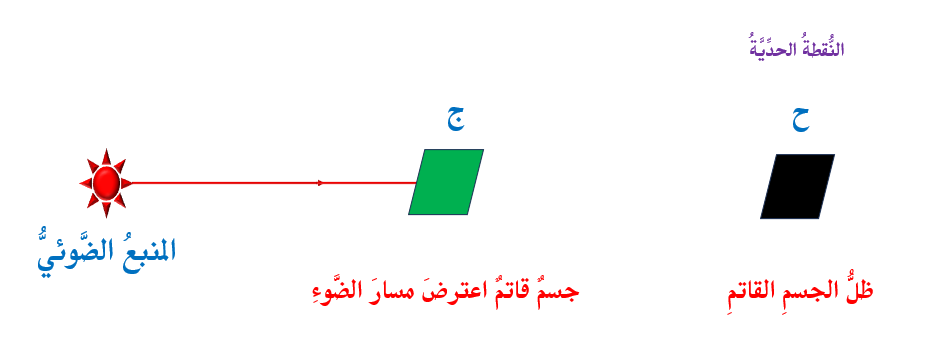 النُّقطةُ الحدِّيَّةُ
ج
ح
المنبعُ الضَّوئيُّ
جسمٌ قاتمٌ اعترضَ مسارَ الضَّوءِ
ظلُّ الجسمِ القاتمِ